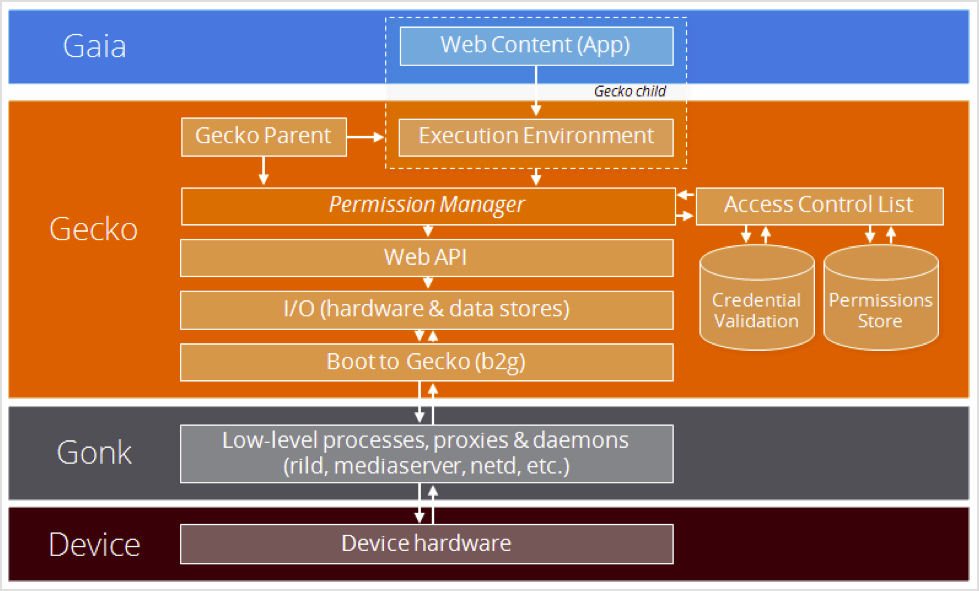 Gaia
Web Content (App)
Gecko child
Gecko Parent
Execution Environment
Gecko
Permission Manager
Access Control List
Web API
Credential
Validation
Permissions
Store
I/O (hardware & data stores)
Boot to Gecko (b2g)
Gonk
Low-level processes, proxies & daemons
(rild, mediaserver, netd, etc.)
Device
Device hardware